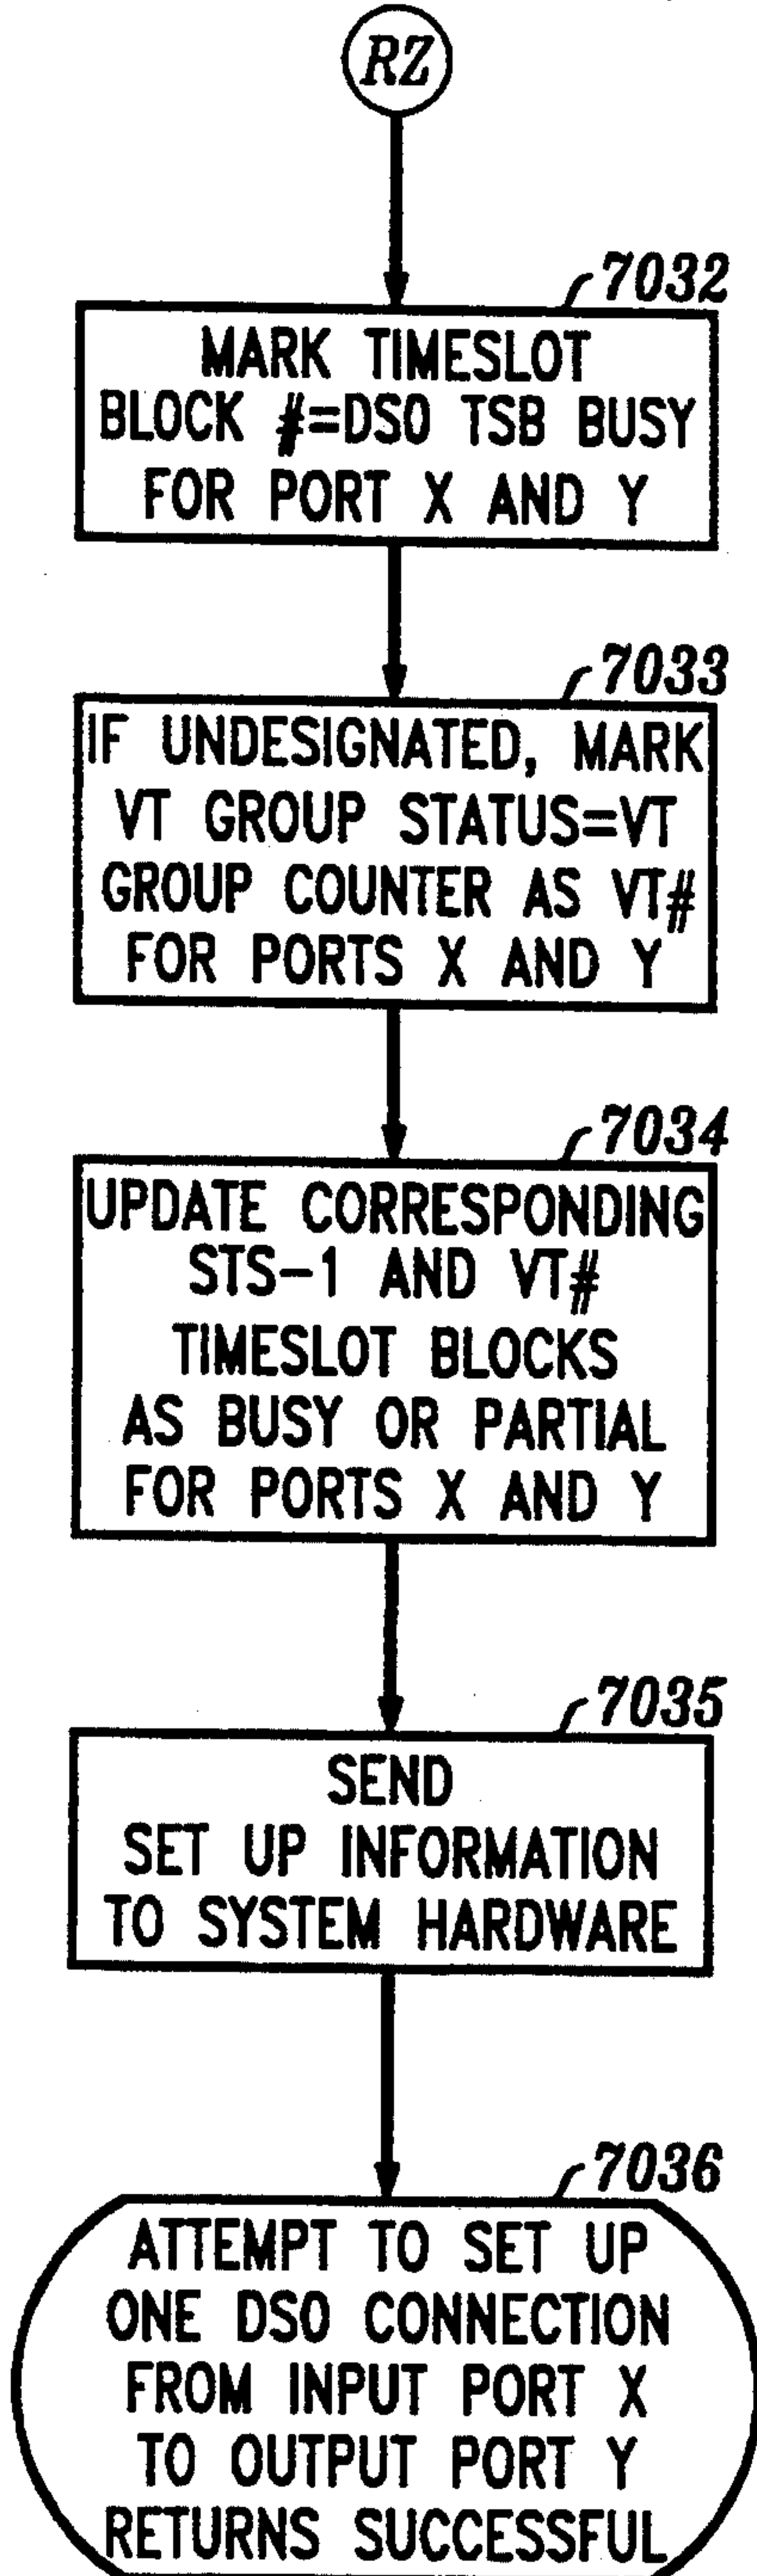 RZ
7032
MARK TIMESLOT
BLOCK #=DS0 TSB BUSY
FOR PORT X AND Y
7033
IF UNDESIGNATED, MARK
VT GROUP STATUS=VT
GROUP COUNTER AS VT#
FOR PORTS X AND Y
7034
UPDATE CORRESPONDING
STS-1 AND VT#
TIMESLOT BLOCKS
AS BUSY OR PARTIAL
FOR PORTS X AND Y
7035
SEND
SET UP INFORMATION
TO SYSTEM HARDWARE
7036
ATTEMPT TO SET UP
ONE DS0 CONNECTION
FROM INPUT PORT X
TO OUTPUT PORT Y
RETURNS SUCCESSFUL